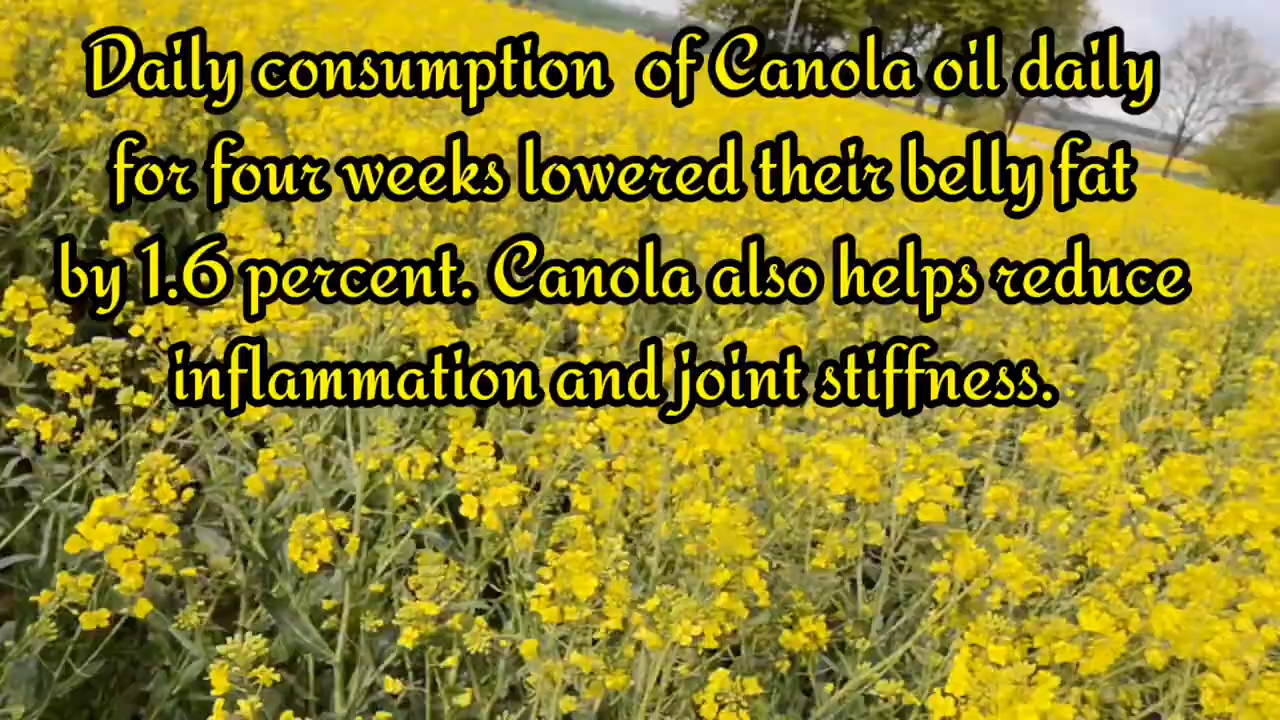 Daily consumption of Canola oil daily
for four weeks lowered their belly fat
by 1.6 percent. Canola also helps reduce
inflammation and joint stiffness.